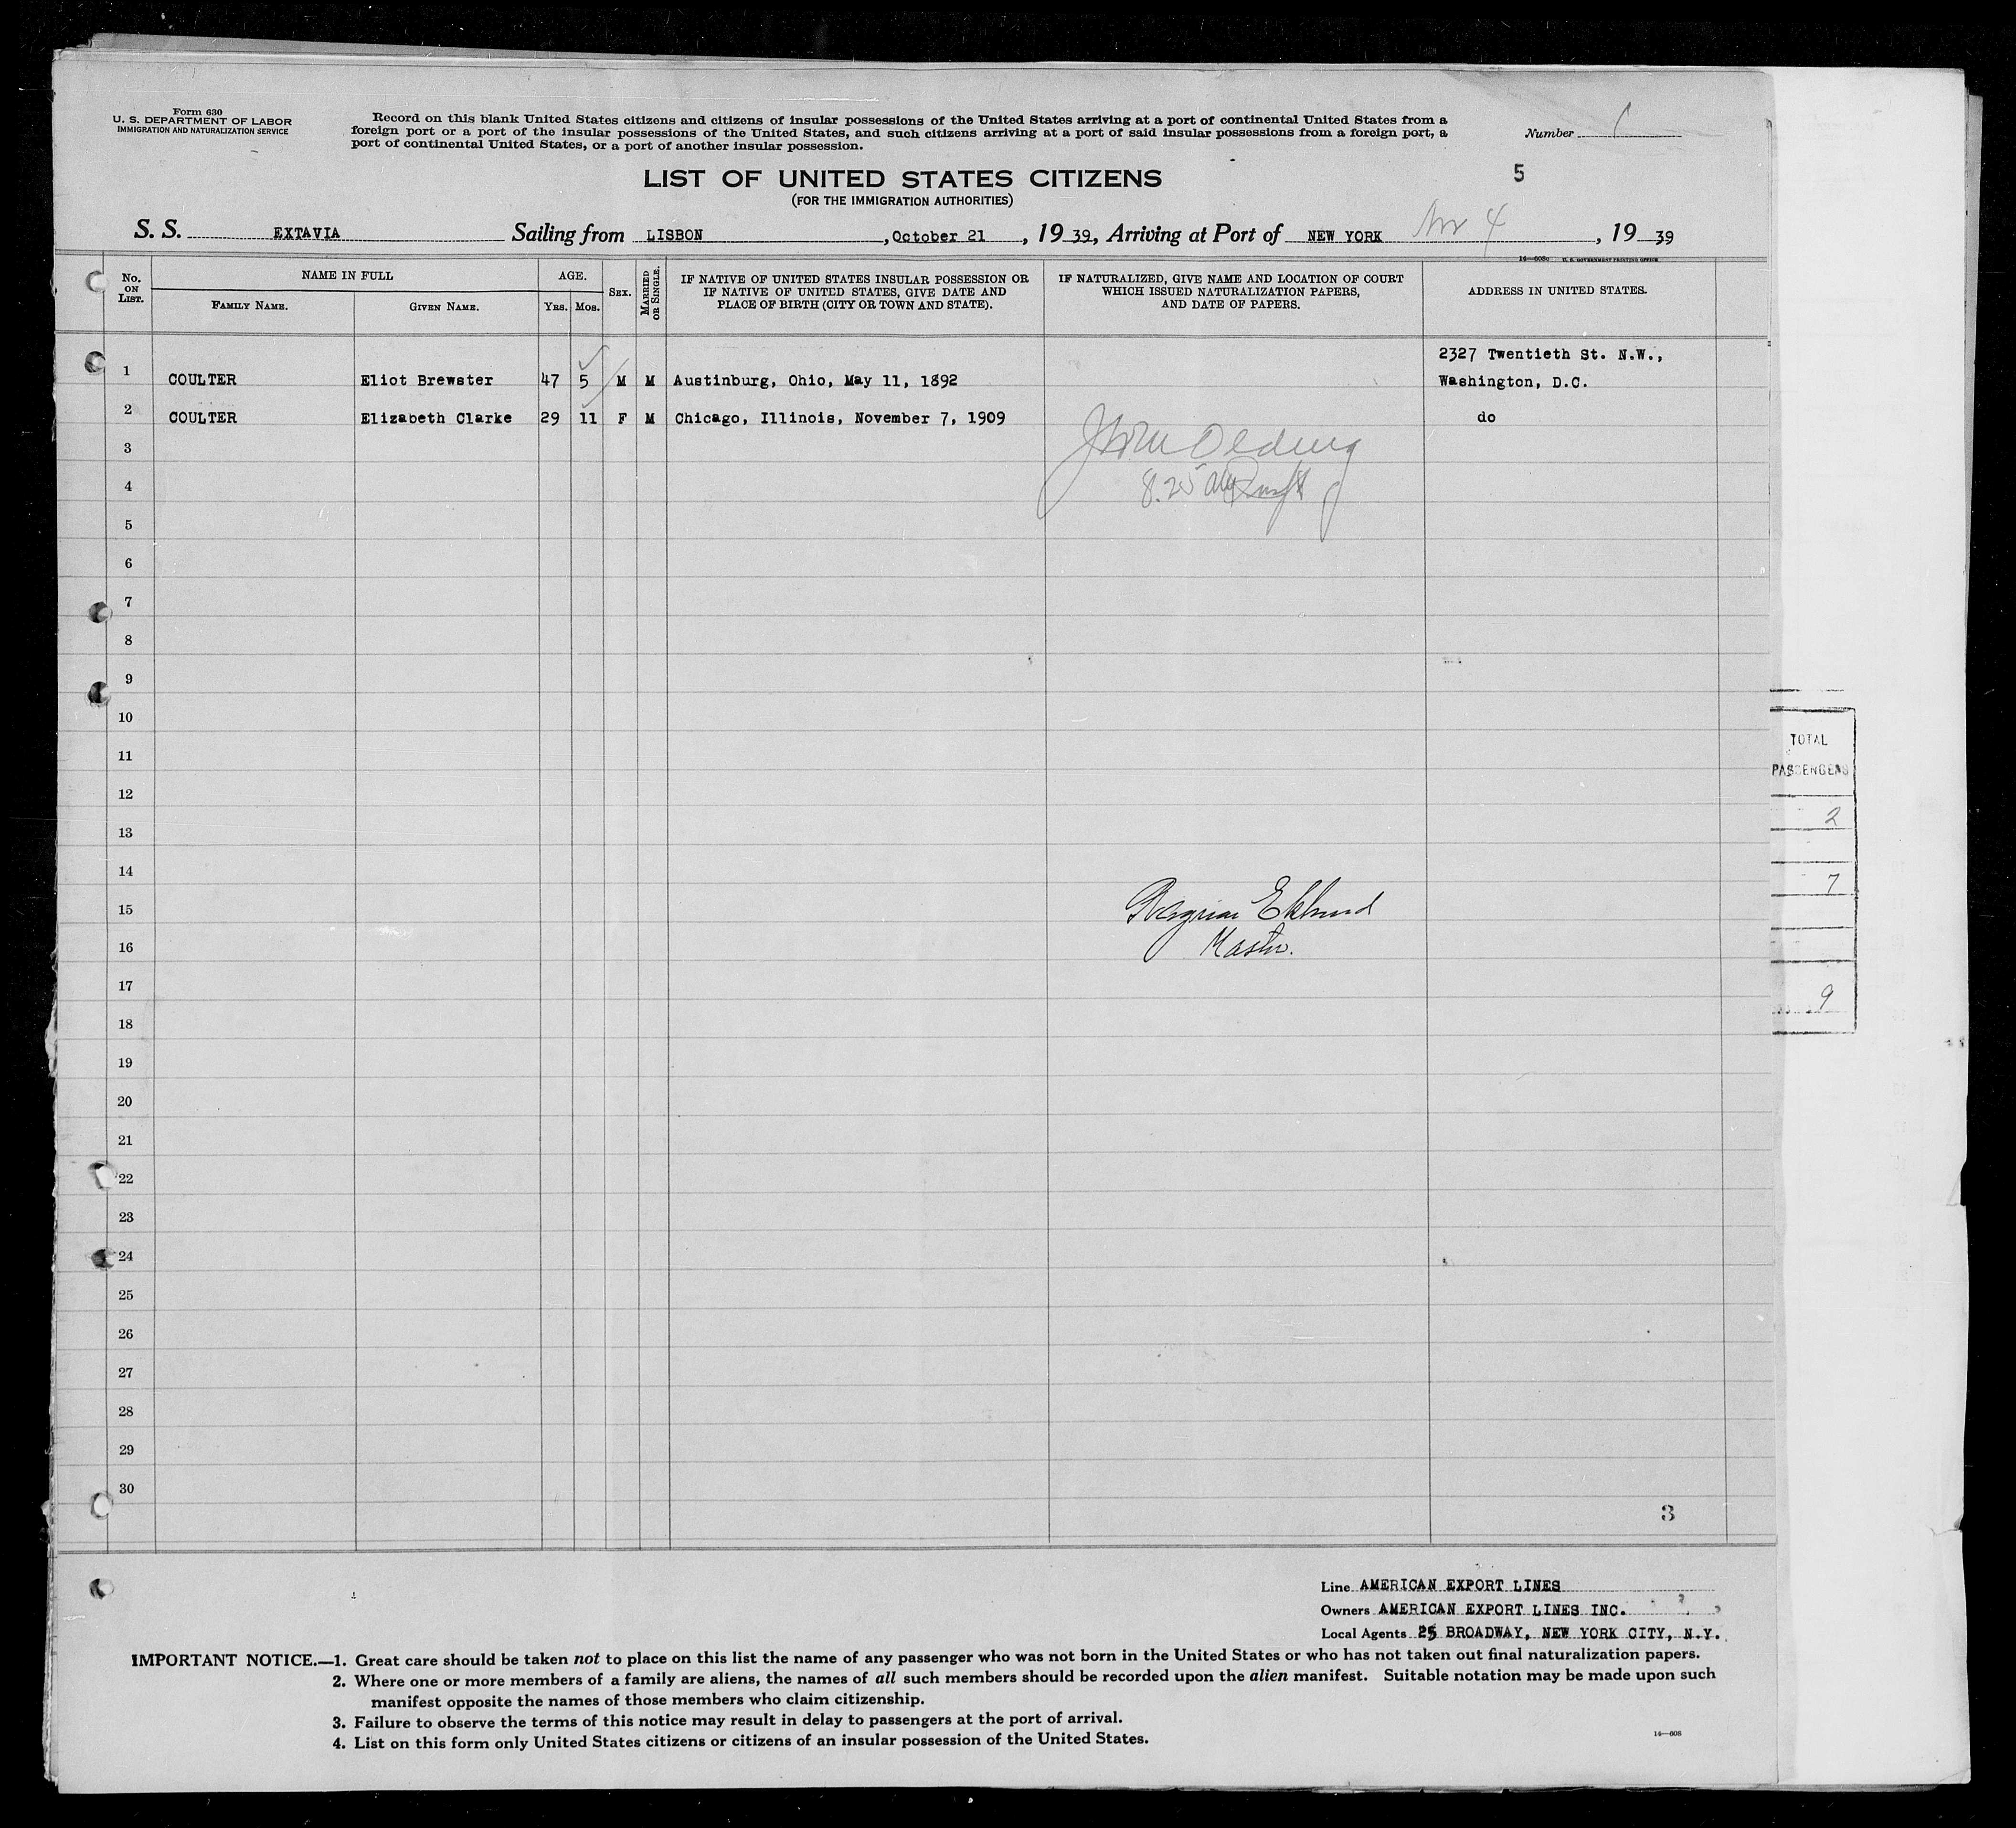 Form 630
U. S. DEPARTMENT OF LABOR
IMMIGRATION AND NATURALIZATION SERVICE
Record on this blank United States citizens and citizens of insular possessions of the United States arriving at a port of continental United States from a
foreign port or a port of the insular possessions of the United States, and such citizens arriving at a port of said insular possessions from a foreign port, a
port of continental United States, or a port of another insular possession.
Number 1
5
LIST OF UNITED STATES CITIZENS
(FOR THE IMMIGRATION AUTHORITIES)
S. S. EXTAVIA Sailing from LISBON, October 21, 19 39, Arriving at Port of NEW YORK Nov 4, 19 39
U. S. GOVERNMENT PRINTING OFFICE
No. ON LIST. NAME IN FULL FAMILY NAME. GIVEN NAME. AGE. YRS. MOS. SEX. MARRIED OR SINGLE.
IF NATIVE OF UNITED STATES INSULAR POSSESSION OR
IF NATIVE OF UNITED STATES, GIVE DATE AND
PLACE OF BIRTH (CITY OR TOWN AND STATE).
IF NATURALIZED, GIVE NAME AND LOCATION OF COURT
WHICH ISSUED NATURALIZATION PAPERS,
AND DATE OF PAPERS.
ADDRESS IN UNITED STATES.
2327 Twentieth St. N.W.,
1 COULTER Eliot Brewster 47 5 M M Austinburg, Ohio, May 11, 1892 Washington, D.C.
2 COULTER Elizabeth Clarke 29 11 F M Chicago, Illinois, November 7, 1909 do
3
4 8.25
5
6
7
8
9
10
11
12
13
14
15 Ragnar Eklund
16 Master.
17
18
19
20
21
22
23
24
25
26
27
28
29
30
3
TOTAL
PASSENGERS
2
7
9
Line AMERICAN EXPORT LINES
Owners AMERICAN EXPORT LINES INC.
Local Agents 25 BROADWAY, NEW YORK CITY, N.Y.
IMPORTANT NOTICE.—1. Great care should be taken not to place on this list the name of any passenger who was not born in the United States or who has not taken out final naturalization papers.
2. Where one or more members of a family are aliens, the names of all such members should be recorded upon the alien manifest. Suitable notation may be made upon such
manifest opposite the names of those members who claim citizenship.
3. Failure to observe the terms of this notice may result in delay to passengers at the port of arrival.
4. List on this form only United States citizens or citizens of an insular possession of the United States.
14—608